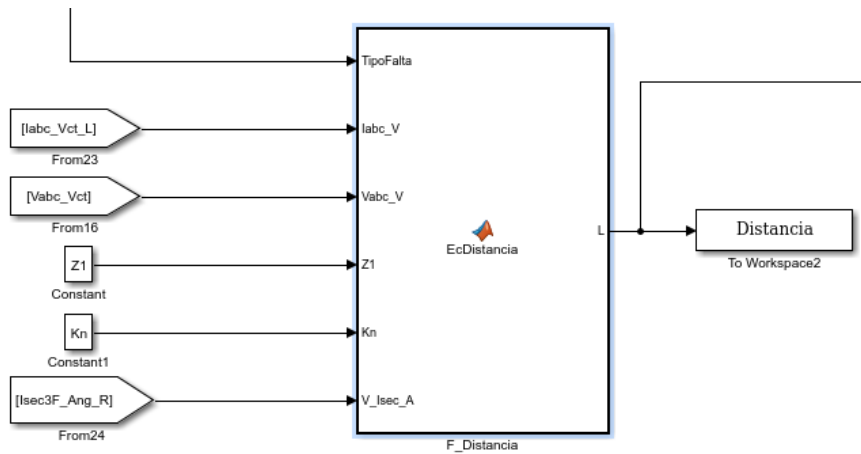 TipoFalta
[Iabc_Vct_L]
Iabc_V
From23
[Vabc_Vct]
Vabc_V
From16
EcDistancia
L
Distancia
To Workspace2
Z1
Z1
Constant
Kn
Kn
Constant1
[Isec3F_Ang_R]
V_Isec_A
From24
F_Distancia